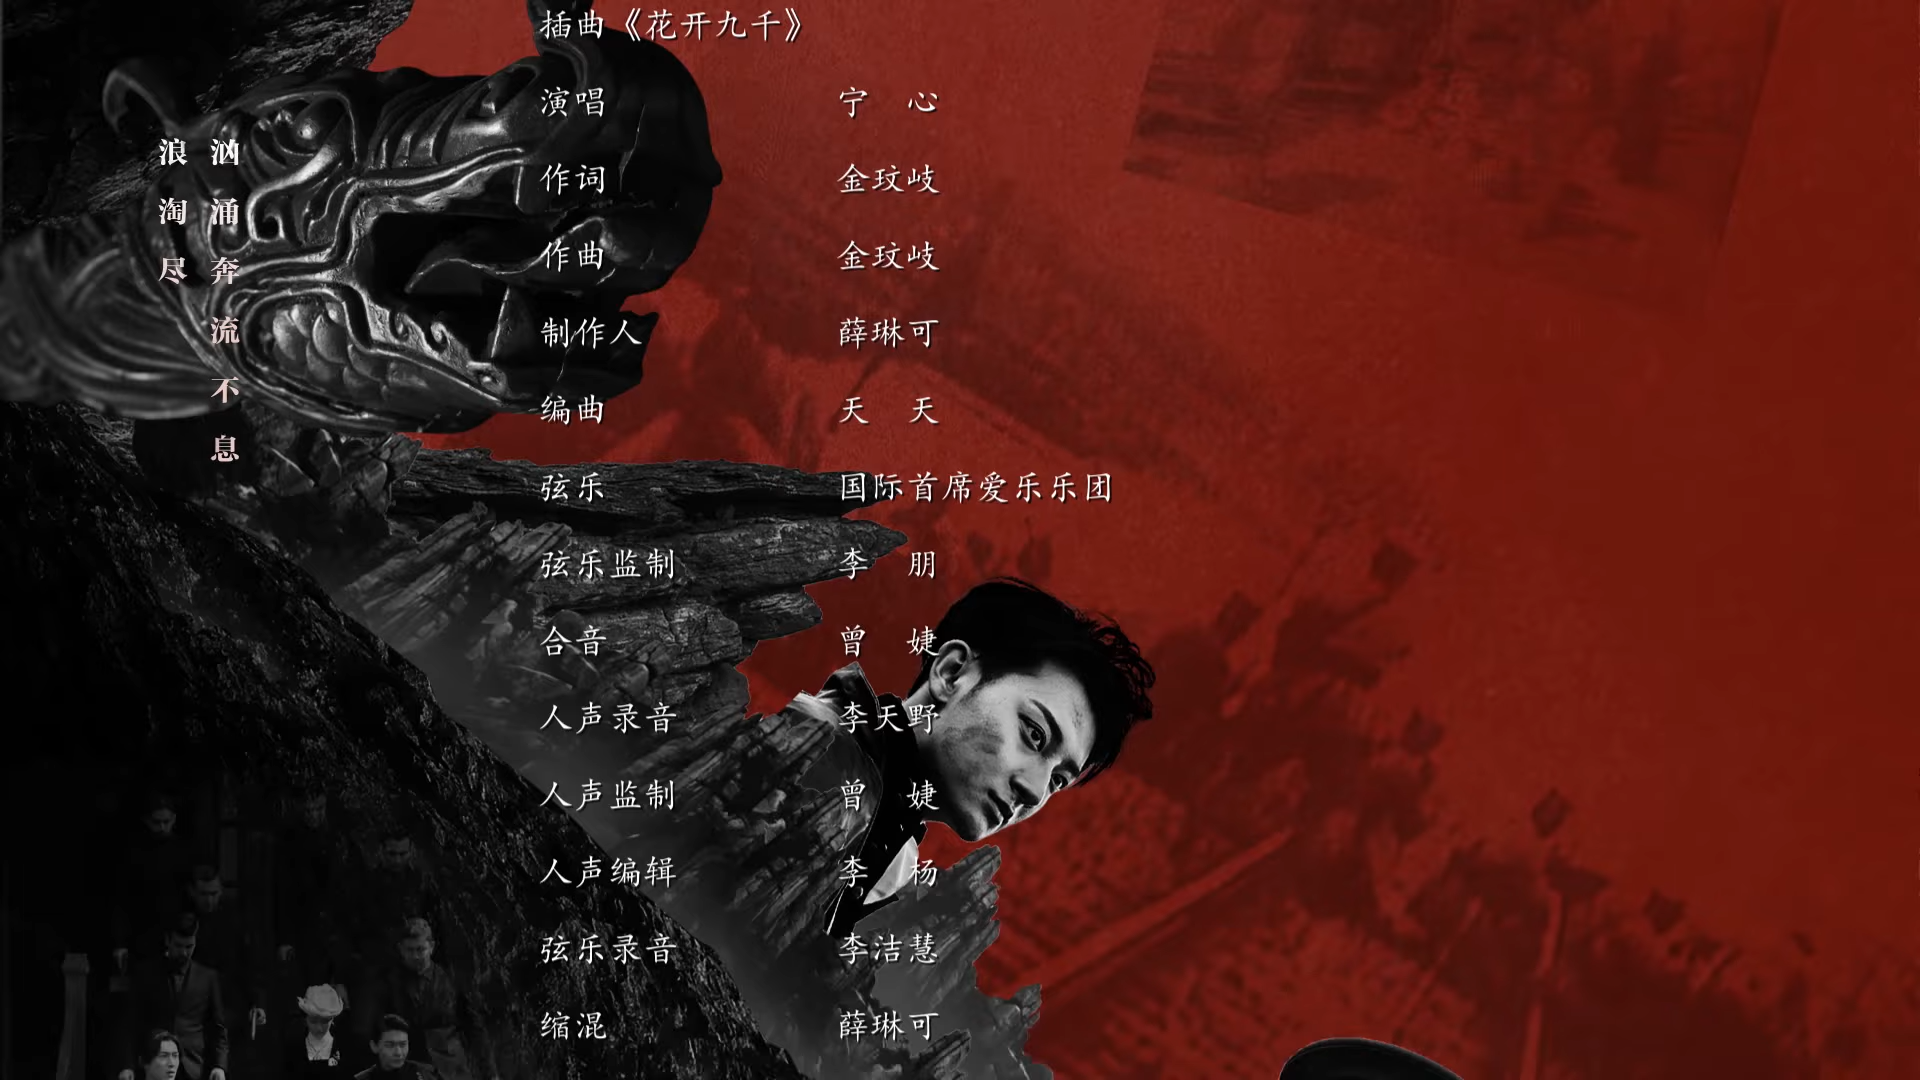 汹涌奔流不息
浪淘尽
插曲《花开九千》
演唱 宁 心
作词 金玟岐
作曲 金玟岐
制作人 薛琳可
编曲 天 天
弦乐 国际首席爱乐乐团
弦乐监制 李 朋
合音 曾 婕
人声录音 李天野
人声监制 曾 婕
人声编辑 李 杨
弦乐录音 李洁慧
缩混 薛琳可